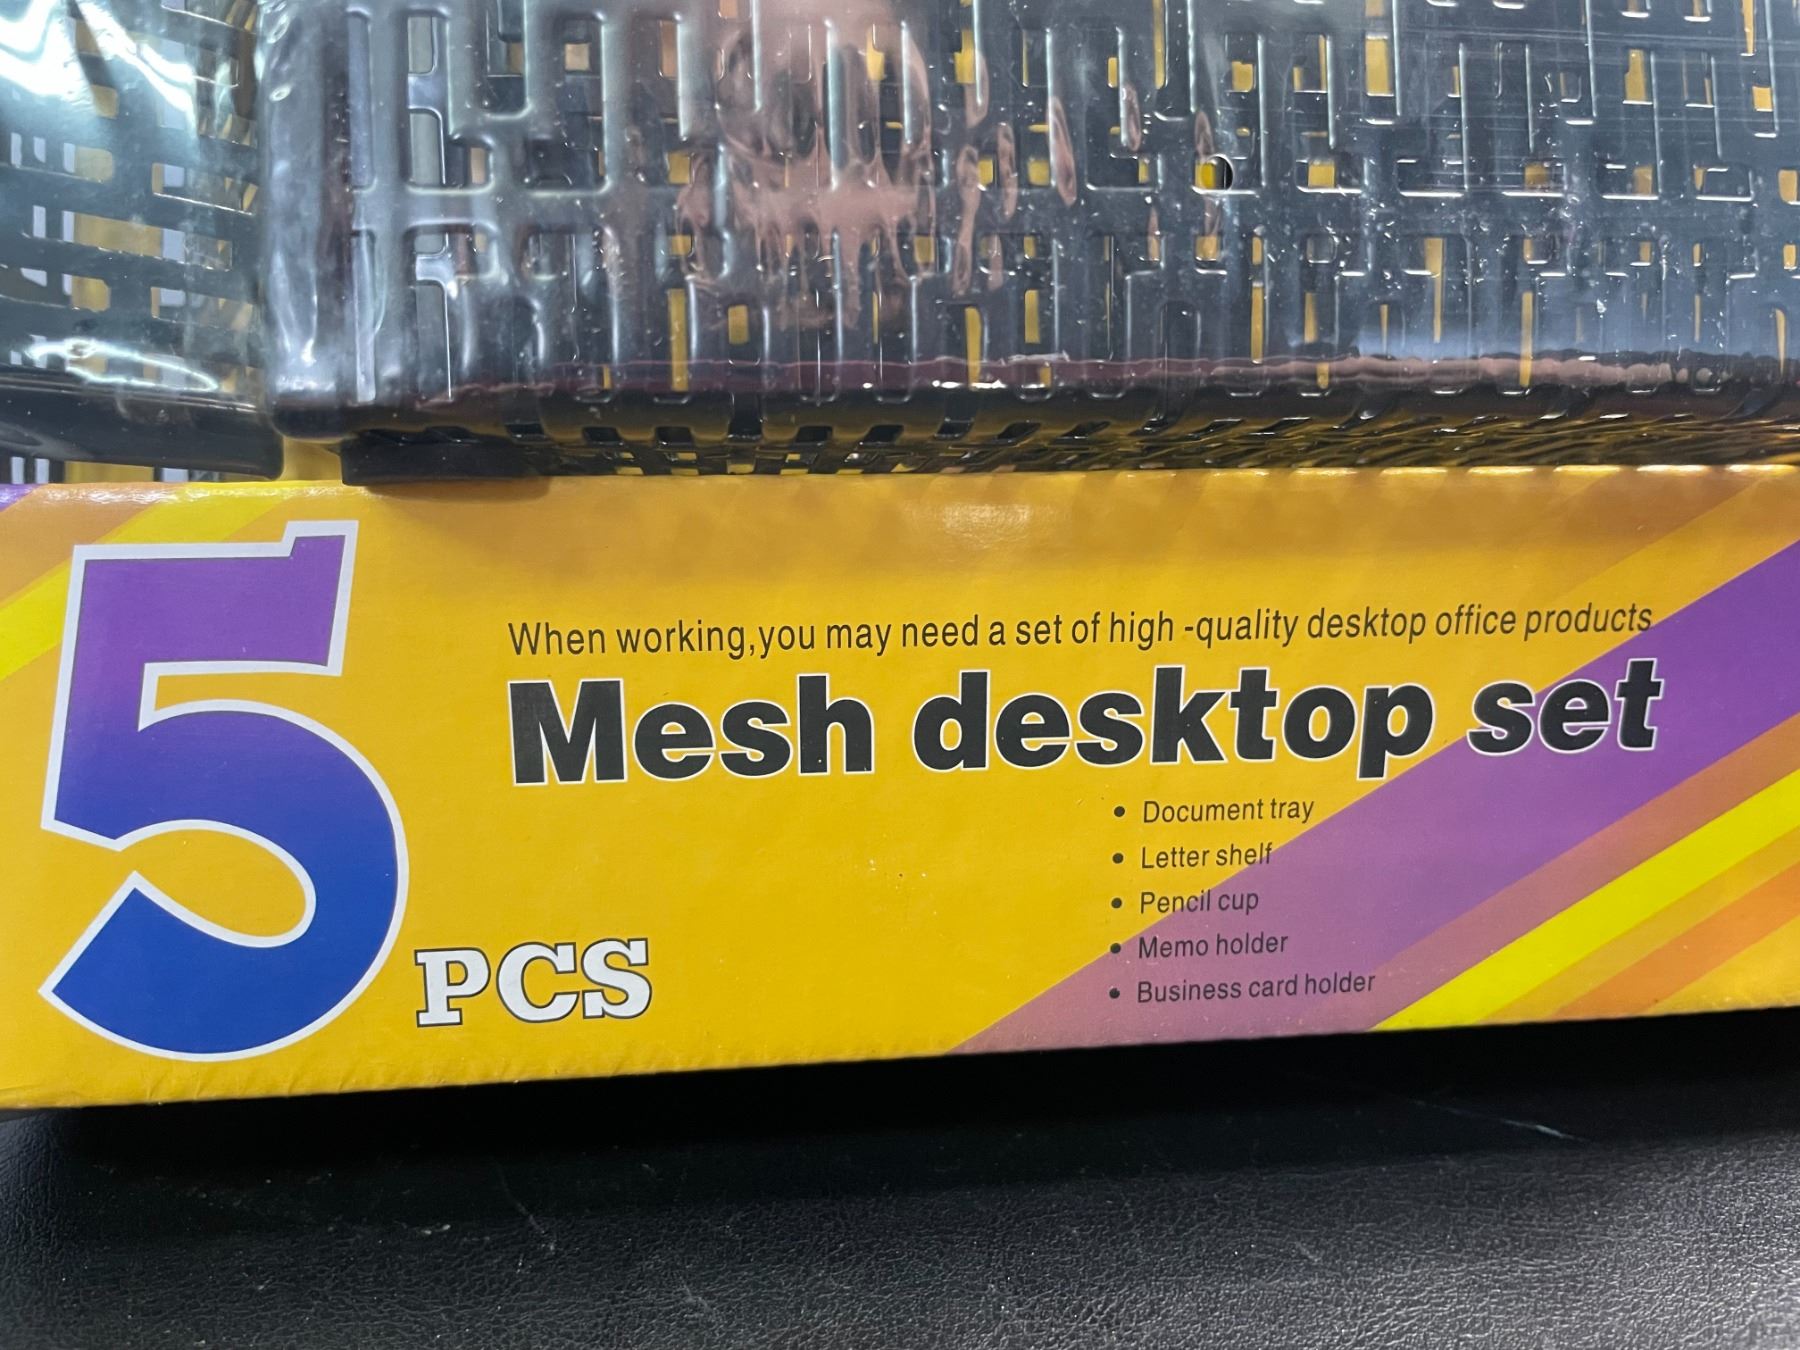 When working,you may need a set of high -quality desktop office products
Mesh desktop set
5 PCS
• Document tray
• Letter shelf
• Pencil cup
• Memo holder
• Business card holder